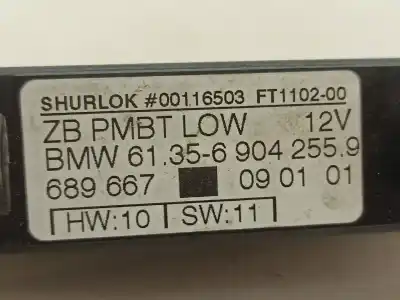 SHURLOK #00116503 FT1102-00
ZB PMBT LOW 12V
BMW 61.35-6 904 255.9
689 667 09 01 01
HW:10 SW:11